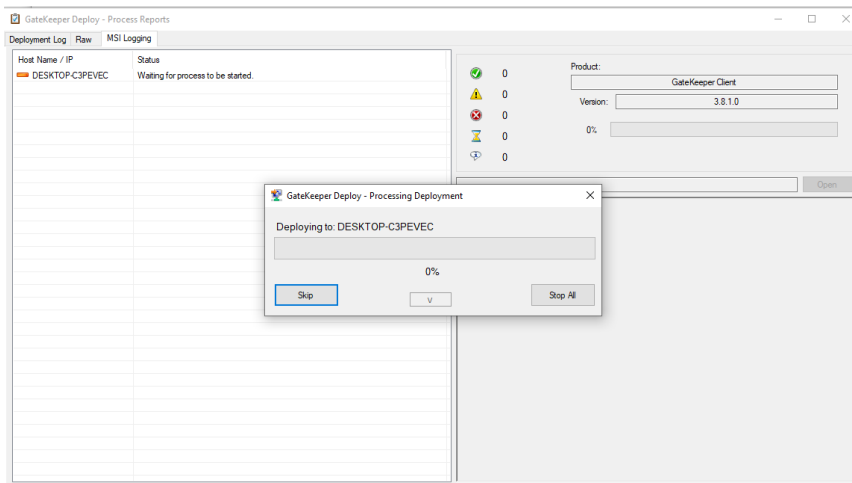 GateKeeper Deploy - Process Reports
Deployment Log Raw MSI Logging
Host Name / IP Status
DESKTOP-C3PEVEC Waiting for process to be started.
0
0
0
0
0
Product:
GateKeeper Client
Version: 3.8.1.0
0%
Open
GateKeeper Deploy - Processing Deployment
Deploying to: DESKTOP-C3PEVEC
0%
Skip V Stop All